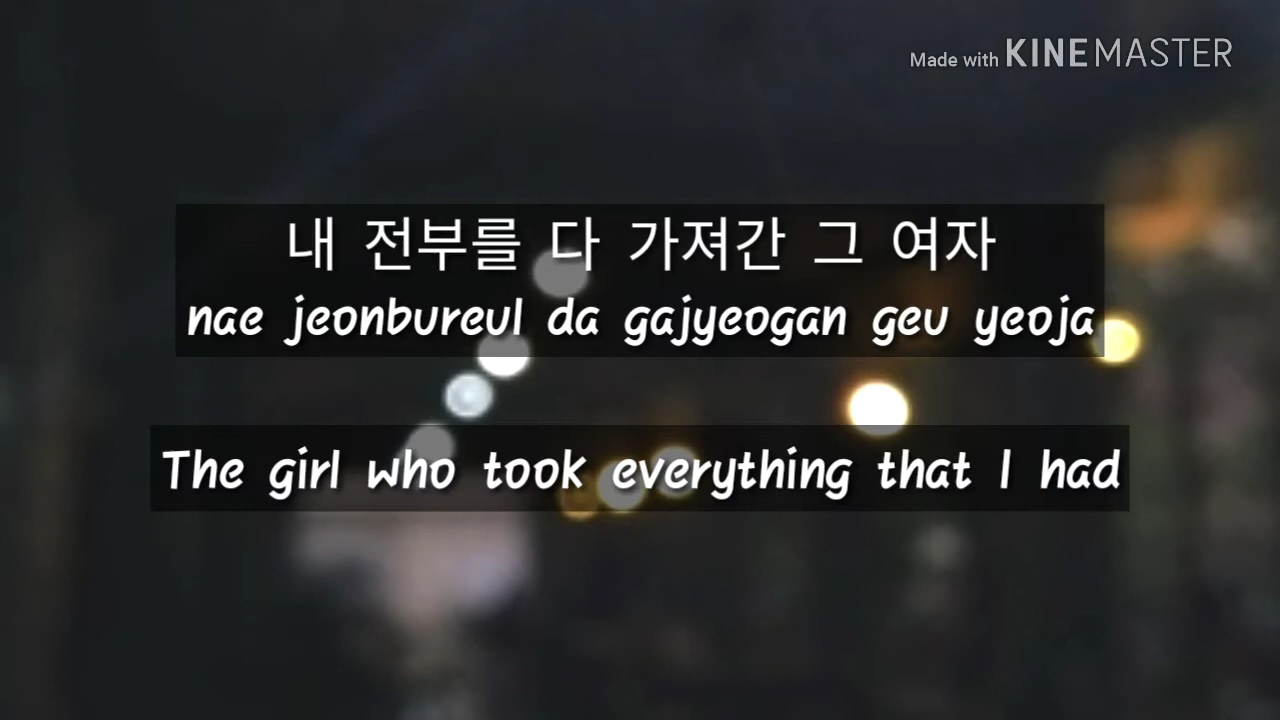 Made with KINEMASTER
내 전부를 다 가져간 그 여자
nae jeonbureul da gajyeogan geu yeoja
The girl who took everything that I had